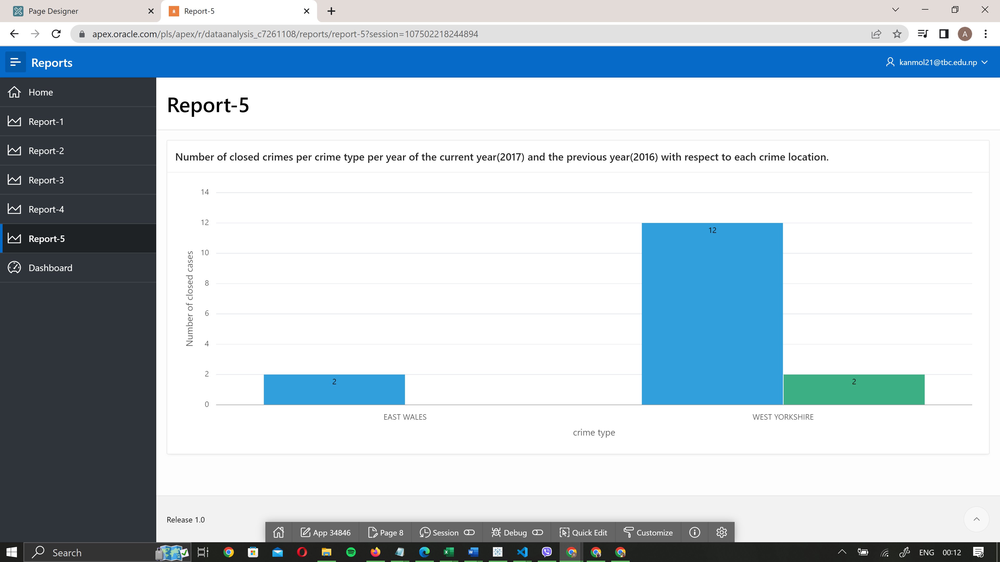 Page Designer
Report-5
apex.oracle.com/pls/apex/r/dataanalysis_c7261108/reports/report-5?session=107502218244894
A
Reports
kanmol21@tbc.edu.np
Home
Report-1
Report-2
Report-3
Report-4
Report-5
Dashboard
Report-5
Number of closed crimes per crime type per year of the current year(2017) and the previous year(2016) with respect to each crime location.
Number of closed cases
14
12
10
8
6
4
2
0
2
12
2
EAST WALES
WEST YORKSHIRE
crime type
Release 1.0
App 34846
Page 8
Session
Debug
Quick Edit
Customize
Search
ENG
00:12